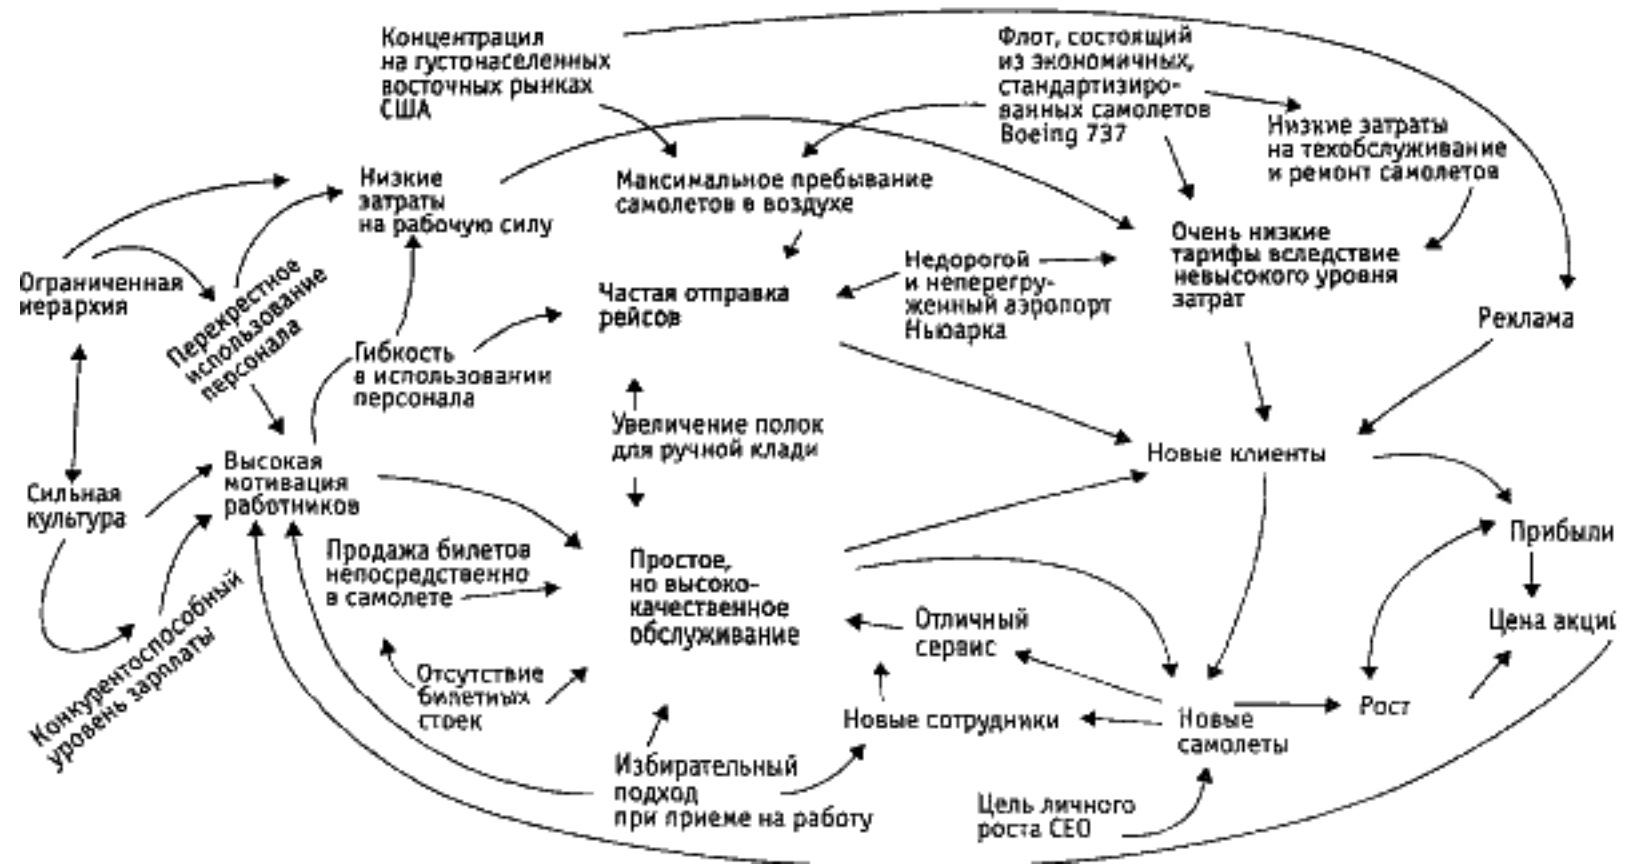 Концентрация
на густонаселенных
восточных рынках
США
Флот, состоящий
из экономичных,
стандартизиро-
ванных самолетов
Boeing 737
Низкие затраты
на техобслуживание
и ремонт самолетов
Низкие
затраты
на рабочую силу
Максимальное пребывание
самолетов в воздухе
Очень низкие
тарифы вследствие
невысокого уровня
затрат
Ограниченная
иерархия
Перекрестное
использование
персонала
Частая отправка
рейсов
Недорогой
и неперегру-
женный аэропорт
Ньюарка
Реклама
Гибкость
в использовании
персонала
Увеличение полок
для ручной клади
Новые клиенты
Высокая
мотивация
работников
Сильная
культура
Прибыли
Продажа билетов
непосредственно
в самолете
Простое,
но высоко-
качественное
обслуживание
Отличный
сервис
Цена акций
Конкурентоспособный
уровень зарплаты
Отсутствие
билетных
стоек
Новые сотрудники
Новые
самолеты
Рост
Избирательный
подход
при приеме на работу
Цель личного
роста CEO